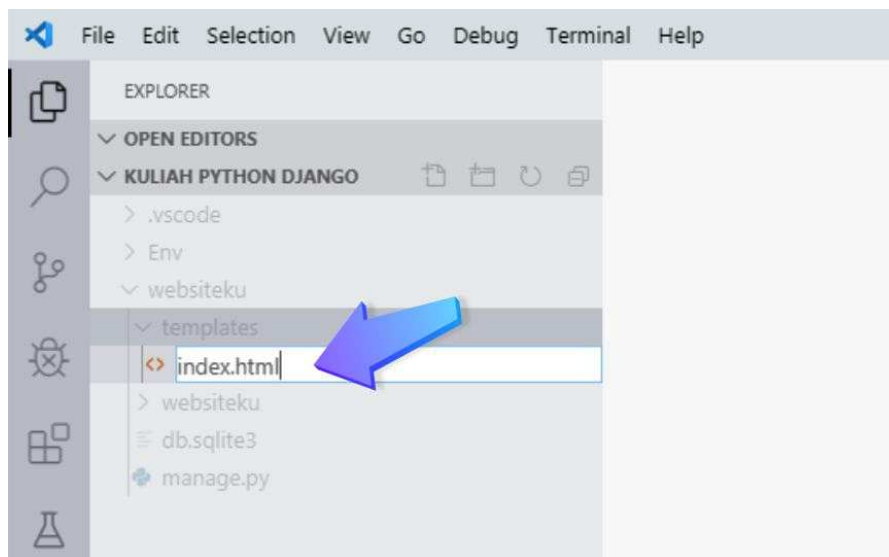 File Edit Selection View Go Debug Terminal Help
EXPLORER
OPEN EDITORS
KULIAH PYTHON DJANGO
.vscode
Env
websiteku
templates
index.html
websiteku
db.sqlite3
manage.py